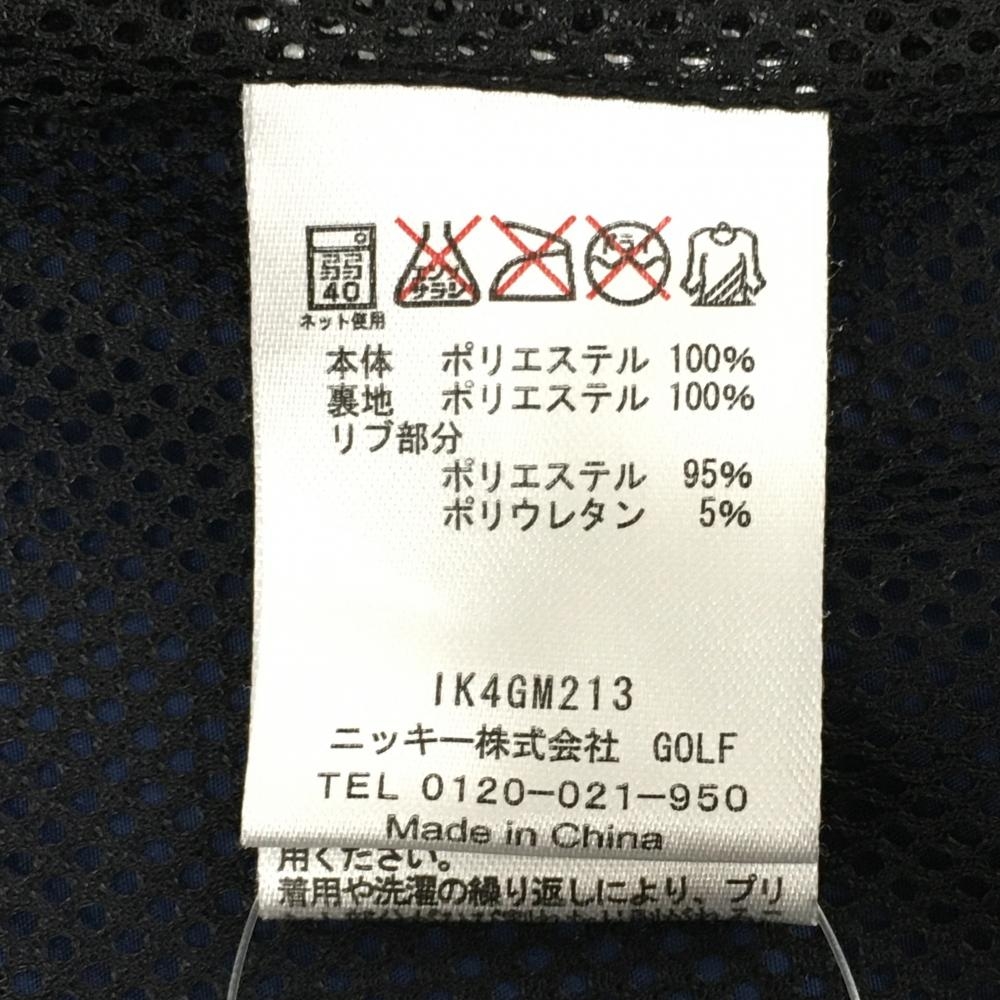 40
エンソ
サラシ
ドライ
ネット使用
本体 ポリエステル 100%
裏地 ポリエステル 100%
リブ部分
ポリエステル 95%
ポリウレタン 5%
IK4GM213
ニッキー株式会社 GOLF
TEL 0120-021-950
Made in China
用ください。
着用や洗濯の繰り返しにより、プリ